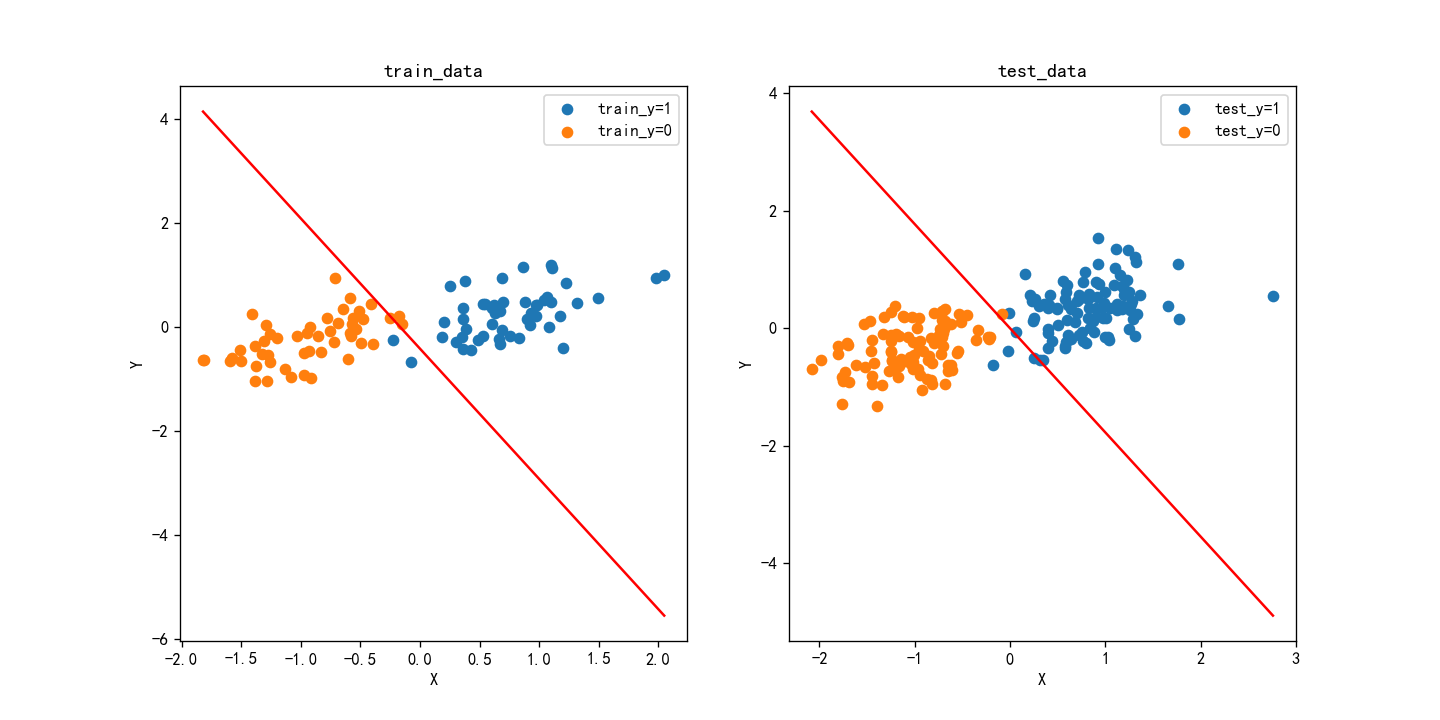 train_data
train_y=1
train_y=0
4
2
0
−2
−4
−6
Y
−2.0 −1.5 −1.0 −0.5 0.0 0.5 1.0 1.5 2.0
X
test_data
test_y=1
test_y=0
4
2
0
−2
−4
Y
−2 −1 0 1 2 3
X